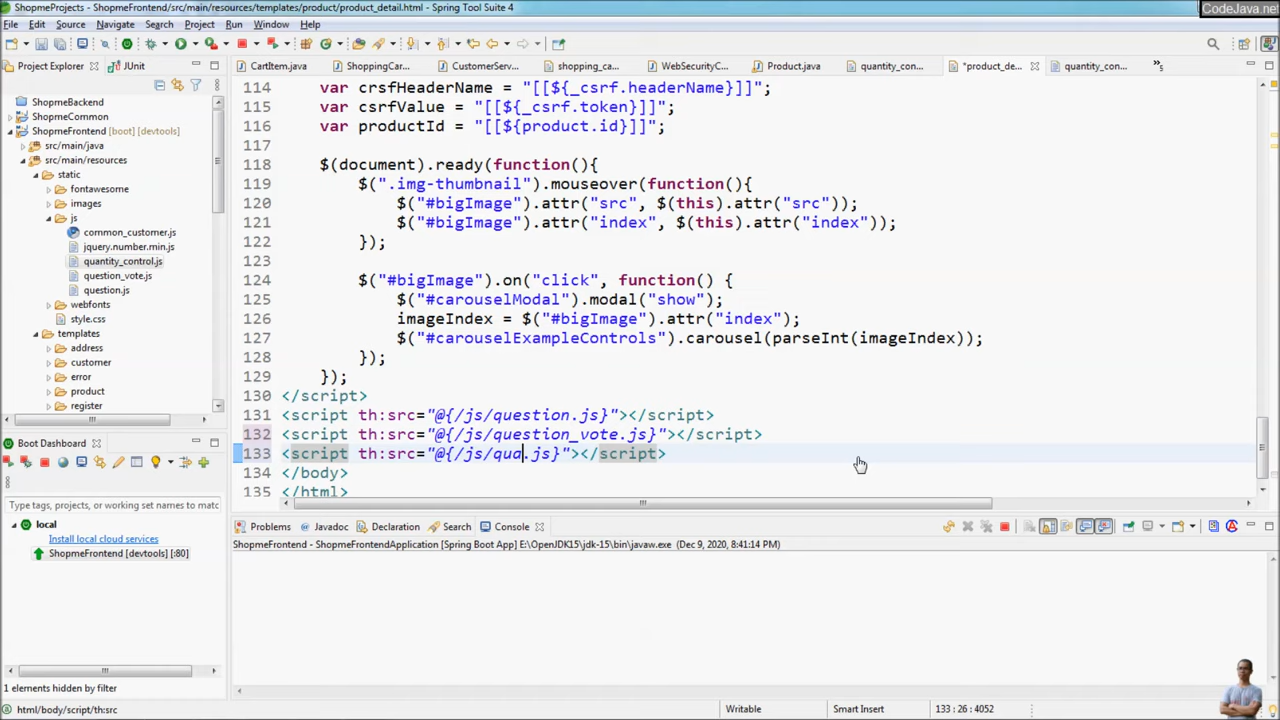 ShopmeProjects - ShopmeFrontend/src/main/resources/templates/product/product_detail.html - Spring Tool Suite 4
CodeJava.net
File Edit Source Navigate Search Project Run Window Help
Project Explorer JUnit
CartItem.java ShoppingCar... CustomerServ... shopping_ca... WebSecurityC... Product.java quantity_con... *product_de... quantity_con... »5
ShopmeBackend
ShopmeCommon
ShopmeFrontend [boot] [devtools]
src/main/java
src/main/resources
static
fontawesome
images
js
common_customer.js
jquery.number.min.js
quantity_control.js
question_vote.js
question.js
webfonts
style.css
templates
address
customer
error
product
register
114 var crsfHeaderName = "[[${_csrf.headerName}]]";
115 var csrfValue = "[[${_csrf.token}]]";
116 var productId = "[[${product.id}]]";
117
118 $(document).ready(function(){
119 $(".img-thumbnail").mouseover(function(){
120 $("#bigImage").attr("src", $(this).attr("src"));
121 $("#bigImage").attr("index", $(this).attr("index"));
122 });
123
124 $("#bigImage").on("click", function() {
125 $("#carouselModal").modal("show");
126 imageIndex = $("#bigImage").attr("index");
127 $("#carouselExampleControls").carousel(parseInt(imageIndex));
128 });
129 });
130 </script>
131 <script th:src="@{/js/question.js}"></script>
132 <script th:src="@{/js/question_vote.js}"></script>
133 <script th:src="@{/js/qua.js}"></script>
134 </body>
135 </html>
Boot Dashboard
Type tags, projects, or working set names to matc
local
Install local cloud services
ShopmeFrontend [devtools] [:80]
1 elements hidden by filter
Problems Javadoc Declaration Search Console
ShopmeFrontend - ShopmeFrontendApplication [Spring Boot App] E:\OpenJDK15\jdk-15\bin\javaw.exe (Dec 9, 2020, 8:41:14 PM)
html/body/script/th:src
Writable Smart Insert 133 : 26 : 4052